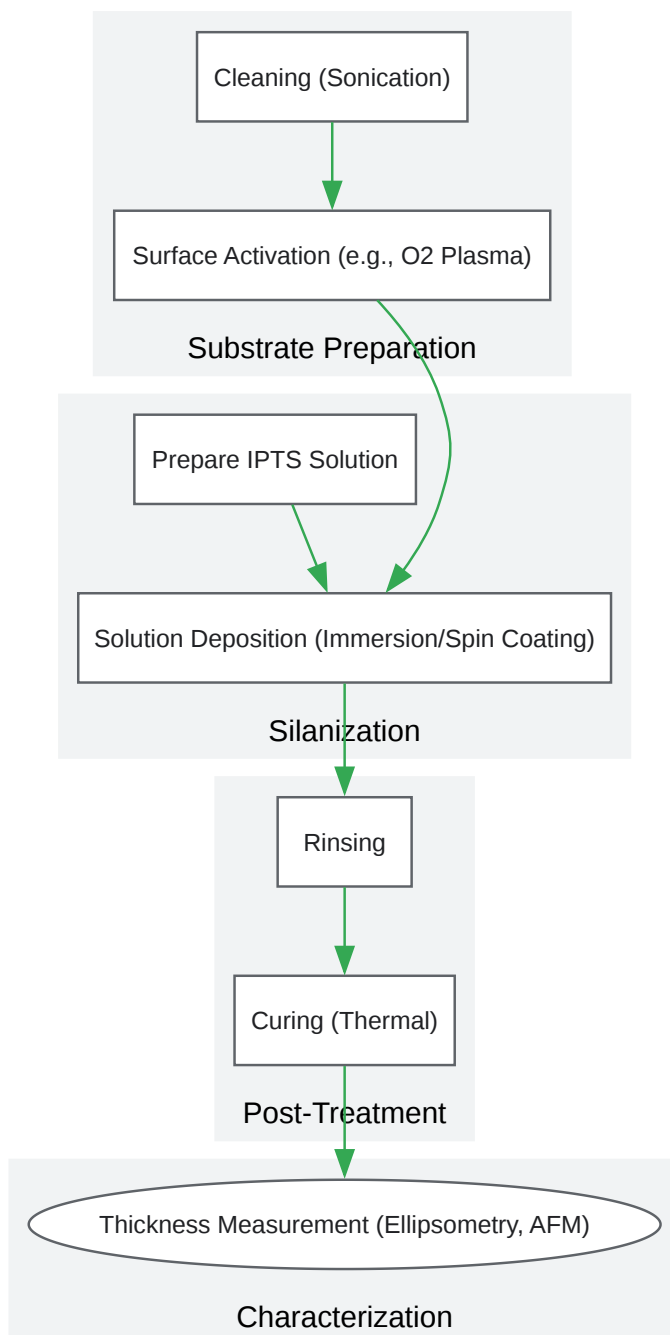 Cleaning (Sonication)
Surface Activation (e.g., O2 Plasma)
Substrate Preparation
Prepare IPTS Solution
Solution Deposition (Immersion/Spin Coating)
Silanization
Rinsing
Curing (Thermal)
Post-Treatment
Thickness Measurement (Ellipsometry, AFM)
Characterization